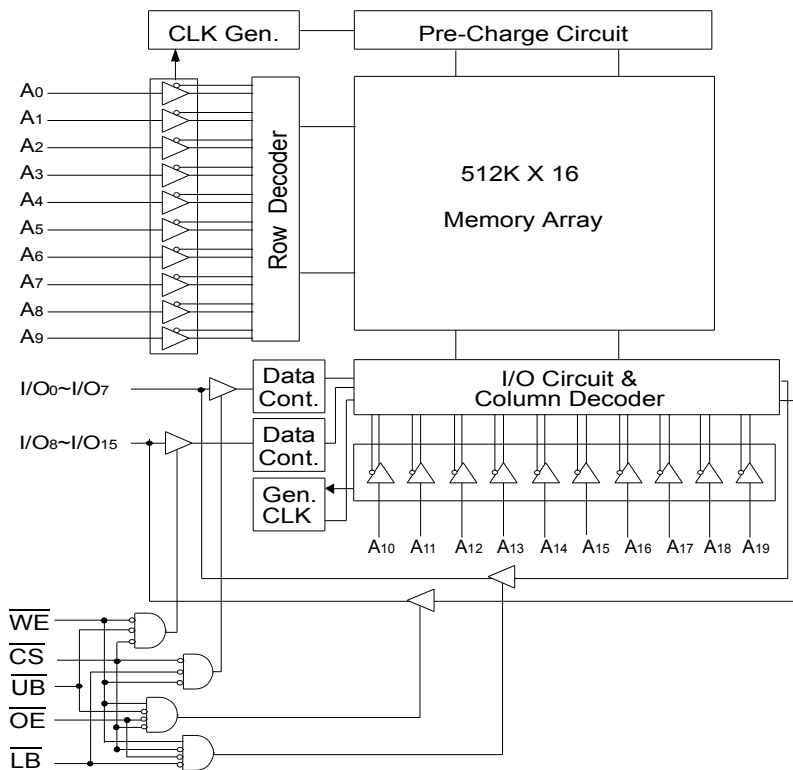 CLK Gen.
Pre-Charge Circuit
A0
A1
A2
A3
A4
A5
A6
A7
A8
A9
Row Decoder
512K X 16
Memory Array
I/O0~I/O7
Data
Cont.
I/O Circuit &
Column Decoder
I/O8~I/O15
Data
Cont.
Gen.
CLK
A10 A11 A12 A13 A14 A15 A16 A17 A18 A19
WE
CS
UB
OE
LB